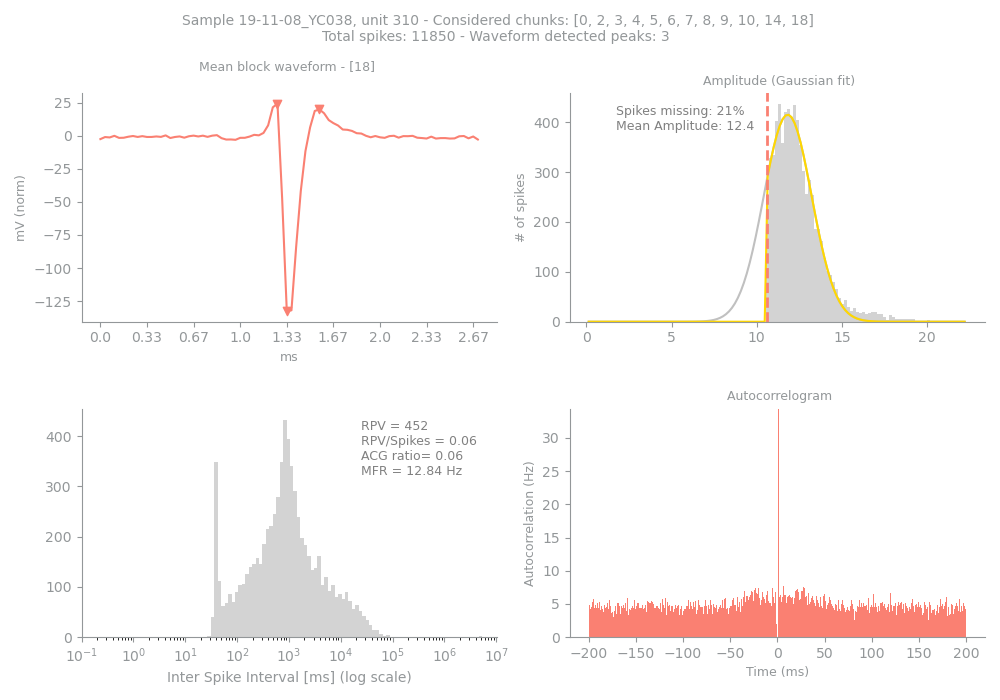 Sample 19-11-08_YC038, unit 310 - Considered chunks: [0, 2, 3, 4, 5, 6, 7, 8, 9, 10, 14, 18]
Total spikes: 11850 - Waveform detected peaks: 3
Mean block waveform - [18]
25
0
−25
−50
−75
−100
−125
mV (norm)
0.0 0.33 0.67 1.0 1.33 1.67 2.0 2.33 2.67
ms
Amplitude (Gaussian fit)
Spikes missing: 21%
Mean Amplitude: 12.4
400
300
200
100
0
# of spikes
0 5 10 15 20
RPV = 452
RPV/Spikes = 0.06
ACG ratio= 0.06
MFR = 12.84 Hz
400
300
200
100
0
10⁻¹ 10⁰ 10¹ 10² 10³ 10⁴ 10⁵ 10⁶ 10⁷
Inter Spike Interval [ms] (log scale)
Autocorrelogram
30
25
20
15
10
5
0
Autocorrelation (Hz)
−200 −150 −100 −50 0 50 100 150 200
Time (ms)